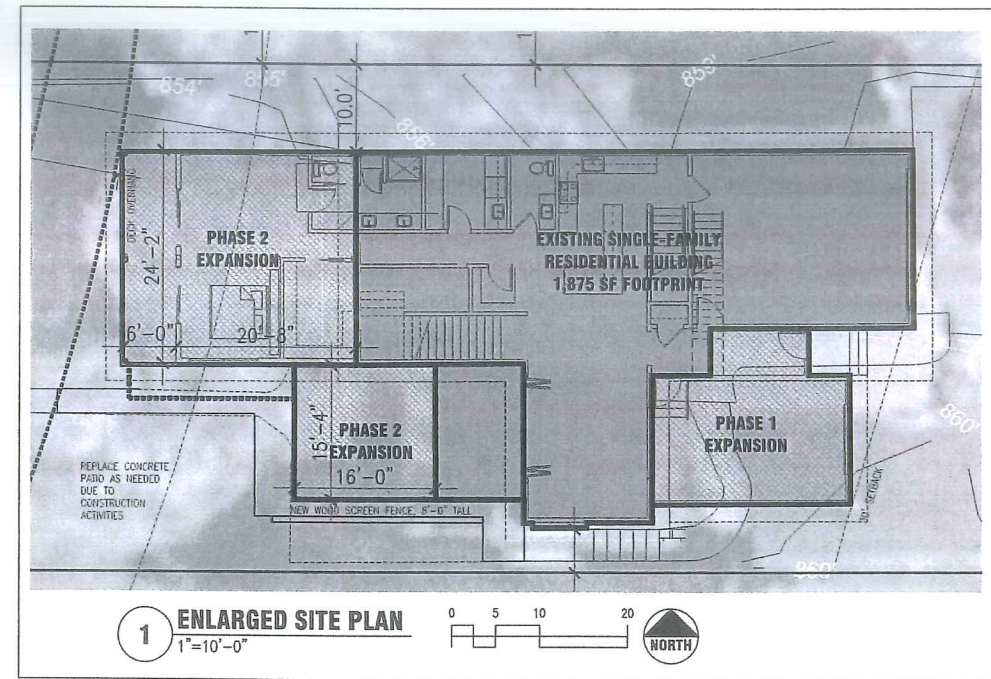 1
1
854'
855'
853'
856'
10.0'
DECK OVERHANG
24'-2"
PHASE 2
EXPANSION
6'-0"
20'-8"
EXISTING SINGLE-FAMILY
RESIDENTIAL BUILDING
1,875 SF FOOTPRINT
PHASE 2
EXPANSION
15'-4"
16'-0"
PHASE 1
EXPANSION
860'
30' SETBACK
REPLACE CONCRETE
PATIO AS NEEDED
DUE TO
CONSTRUCTION
ACTIVITIES
NEW WOOD SCREEN FENCE, 8'-0" TALL
860'
1
ENLARGED SITE PLAN
1"=10'-0"
0 5 10 20
NORTH